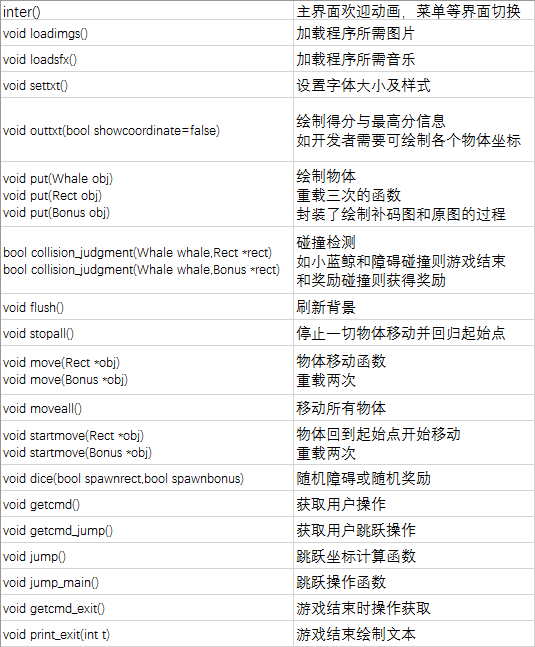 inter() 主界面欢迎动画，菜单等界面切换
void loadimgs() 加载程序所需图片
void loadsfx() 加载程序所需音乐
void settxt() 设置字体大小及样式
void outtxt(bool showcoordinate=false) 绘制得分与最高分信息
如开发者需要可绘制各个物体坐标
void put(Whale obj) 绘制物体
void put(Rect obj) 重载三次的函数
void put(Bonus obj) 封装了绘制补码图和原图的过程
碰撞检测
bool collision_judgment(Whale whale,Rect *rect) 如小蓝鲸和障碍碰撞则游戏结束
bool collision_judgment(Whale whale,Bonus *rect) 和奖励碰撞则获得奖励
void flush() 刷新背景
void stopall() 停止一切物体移动并回归起始点
void move(Rect *obj) 物体移动函数
void move(Bonus *obj) 重载两次
void moveall() 移动所有物体
void startmove(Rect *obj) 物体回到起始点开始移动
void startmove(Bonus *obj) 重载两次
void dice(bool spawnrect,bool spawnbonus) 随机障碍或随机奖励
void getcmd() 获取用户操作
void getcmd_jump() 获取用户跳跃操作
void jump() 跳跃坐标计算函数
void jump_main() 跳跃操作函数
void getcmd_exit() 游戏结束时操作获取
void print_exit(int t) 游戏结束绘制文本